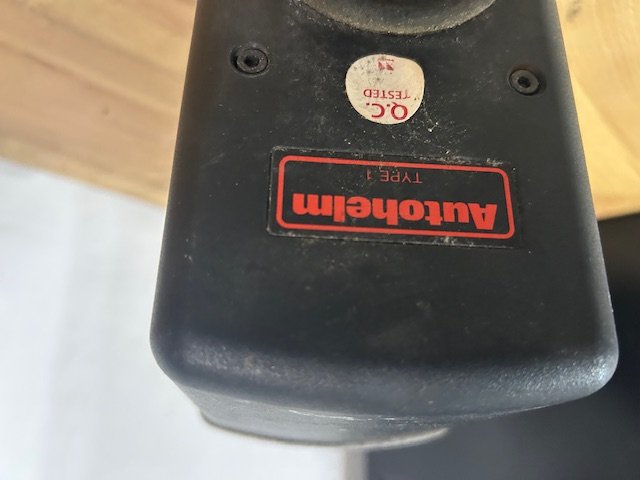 Autohelm
TYPE 1
Q.C.
TESTED